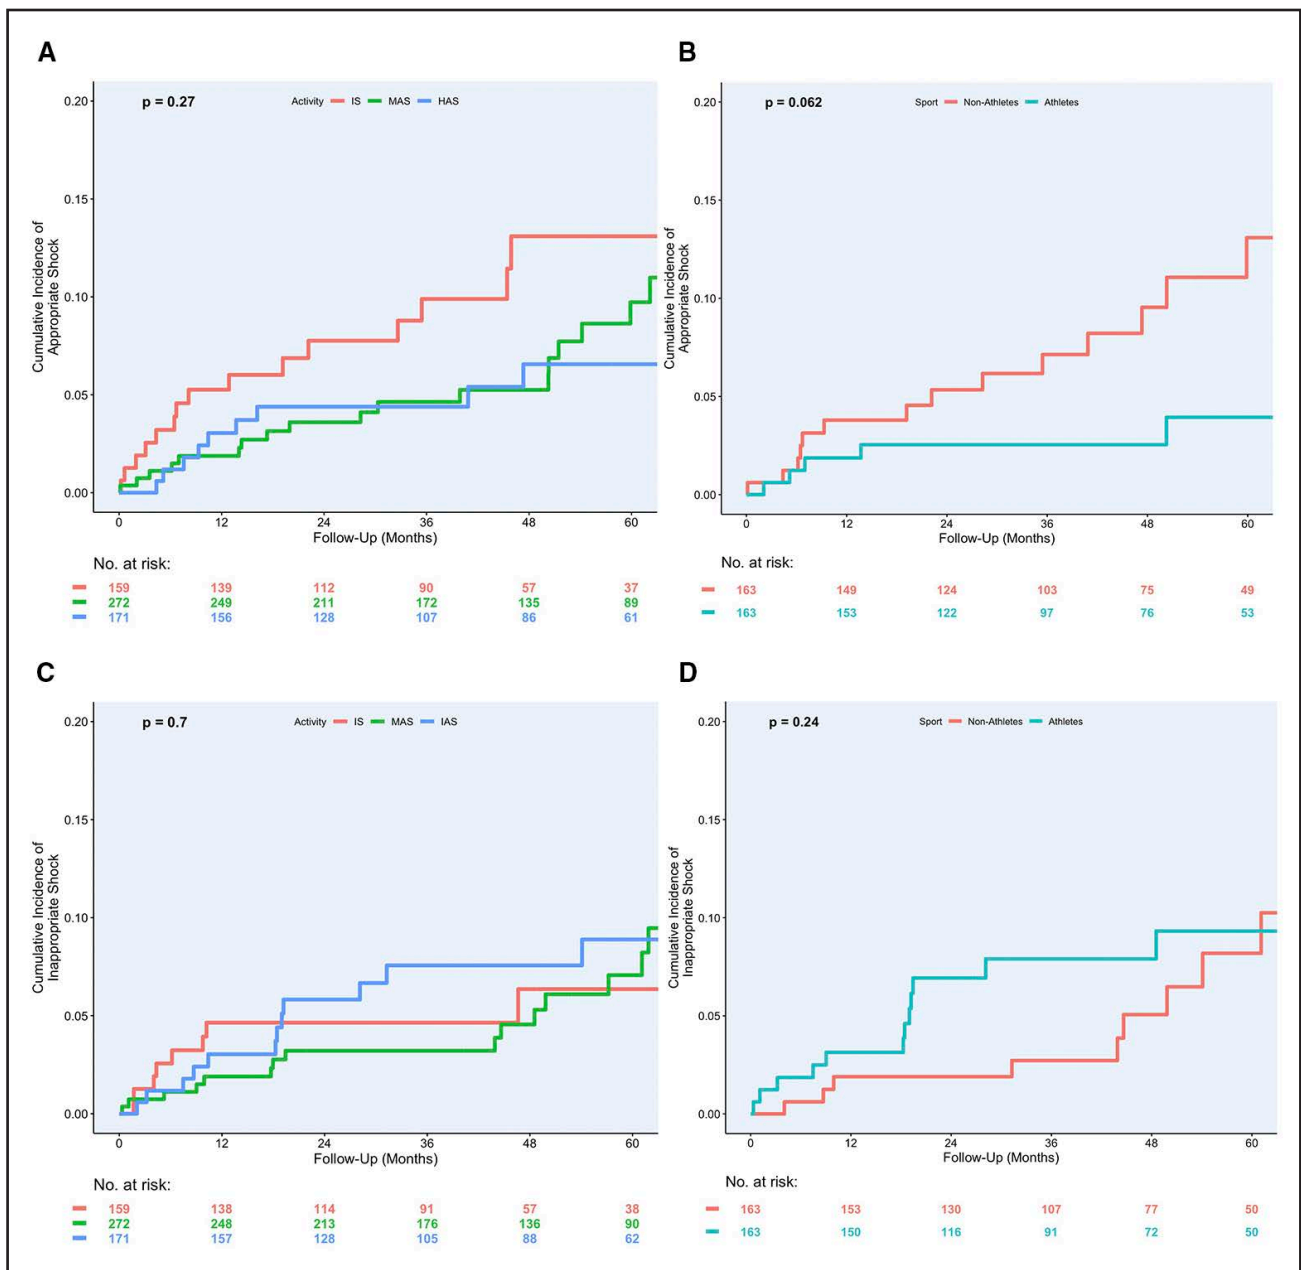 A
p = 0.27
Activity IS MAS HAS
0.20
0.15
0.10
0.05
0.00
Cumulative Incidence of
Appropriate Shock
0 12 24 36 48 60
Follow-Up (Months)
No. at risk:
159 139 112 90 57 37
272 249 211 172 135 89
171 156 128 107 86 61
B
p = 0.062
Sport Non-Athletes Athletes
0.20
0.15
0.10
0.05
0.00
Cumulative Incidence of
Appropriate Shock
0 12 24 36 48 60
Follow-Up (Months)
No. at risk:
163 149 124 103 75 49
163 153 122 97 76 53
C
p = 0.7
Activity IS MAS IAS
0.20
0.15
0.10
0.05
0.00
Cumulative Incidence of
Inappropriate Shock
0 12 24 36 48 60
Follow-Up (Months)
No. at risk:
159 138 114 91 57 38
272 248 213 176 136 90
171 157 128 105 88 62
D
p = 0.24
Sport Non-Athletes Athletes
0.20
0.15
0.10
0.05
0.00
Cumulative Incidence of
Inappropriate Shock
0 12 24 36 48 60
Follow-Up (Months)
No. at risk:
163 153 130 107 77 50
163 150 116 91 72 50